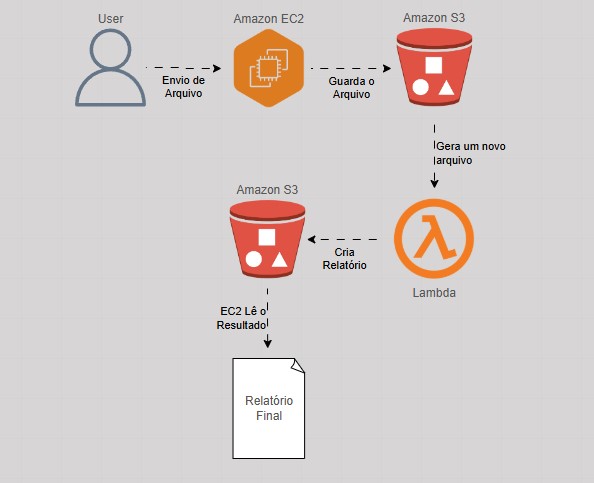 User
Amazon EC2
Amazon S3
Envio de
Arquivo
Guarda o
Arquivo
Gera um novo
arquivo
Lambda
Cria
Relatório
Amazon S3
EC2 Lê o
Resultado
Relatório
Final